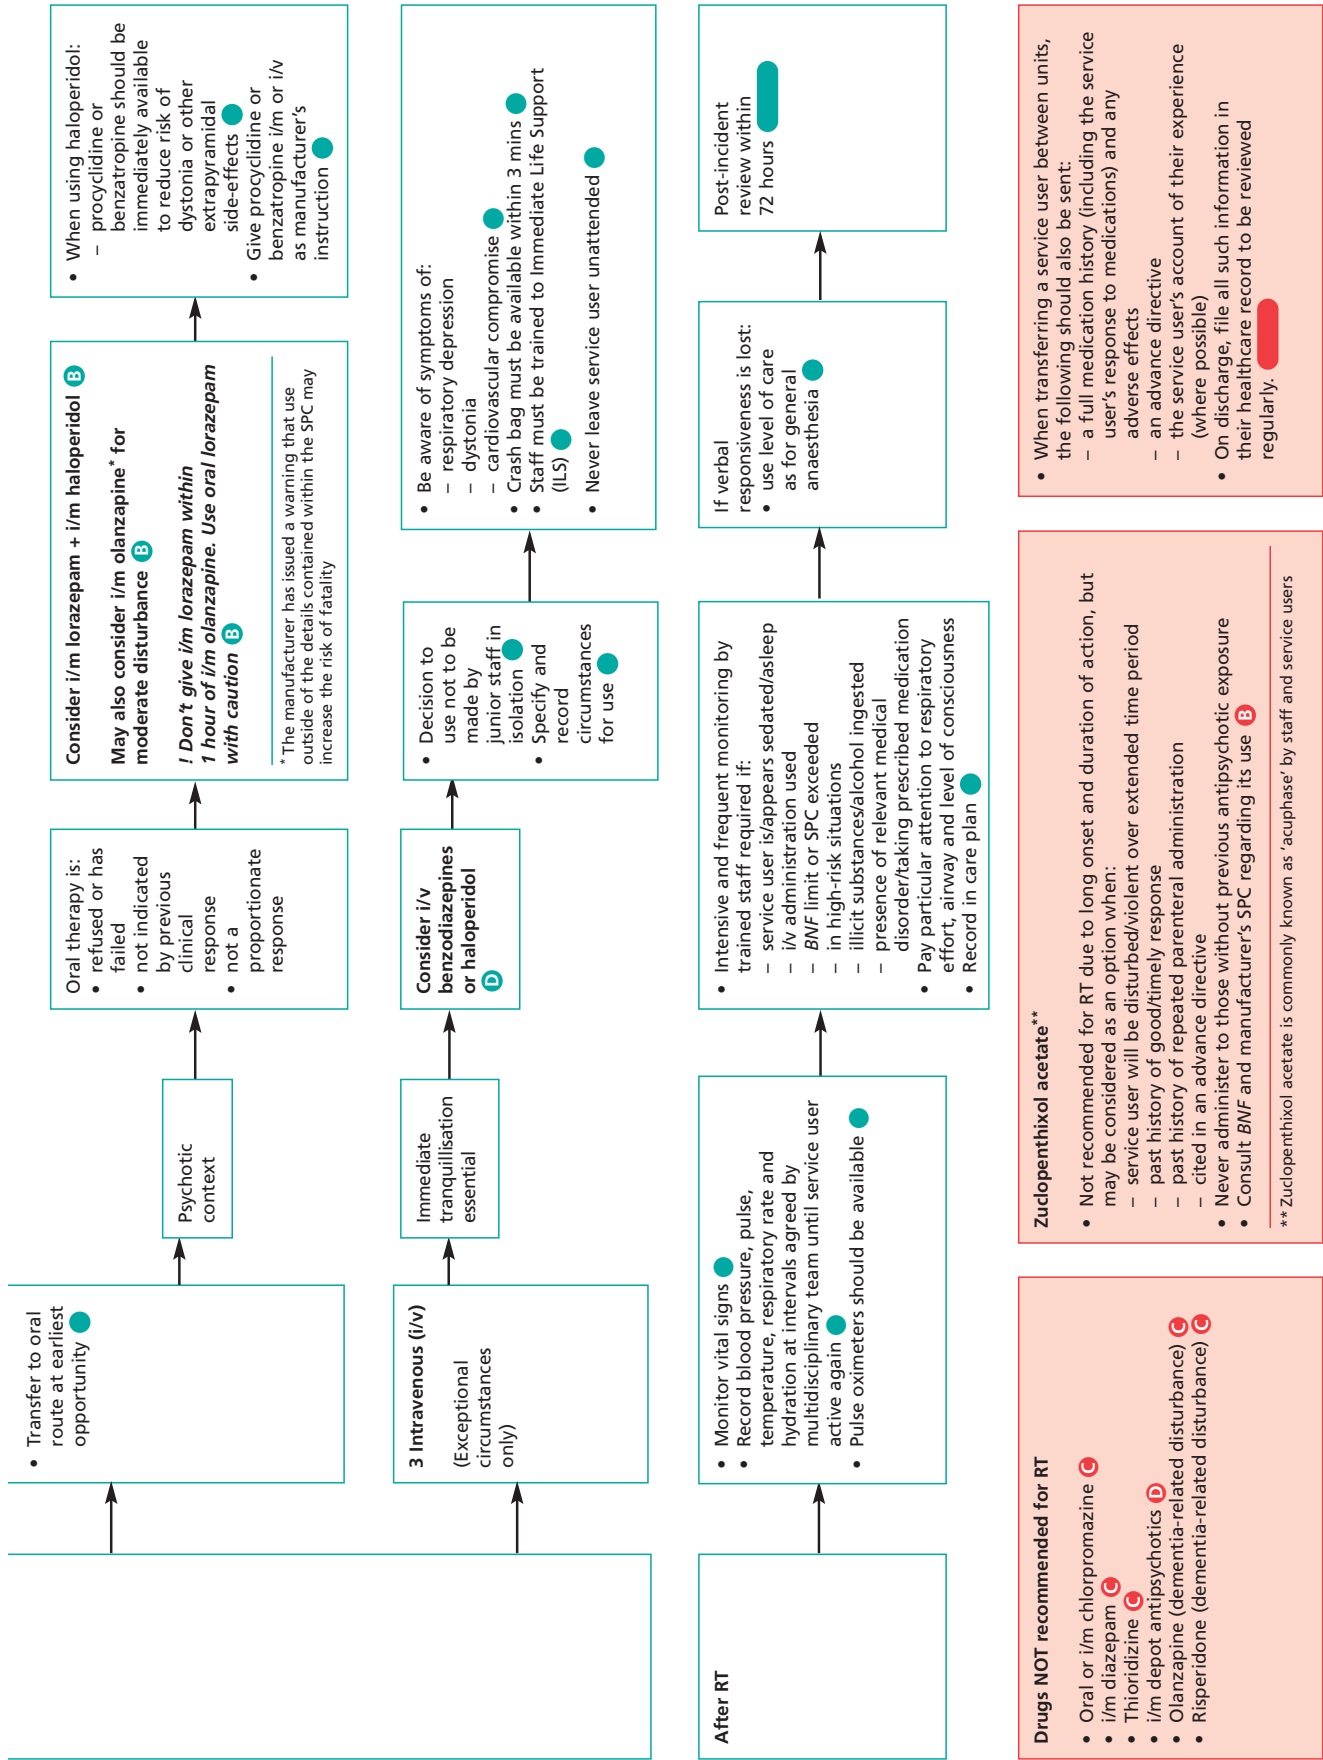 • Transfer to oral
route at earliest
opportunity
Psychotic
context
Oral therapy is:
• refused or has
failed
• not indicated
by previous
clinical
response
• not a
proportionate
response
Consider i/m lorazepam + i/m haloperidol B
May also consider i/m olanzapine* for
moderate disturbance B
! Don't give i/m lorazepam within
1 hour of i/m olanzapine. Use oral lorazepam
with caution B
* The manufacturer has issued a warning that use
outside of the details contained within the SPC may
increase the risk of fatality
• When using haloperidol:
– procyclidine or
benzatropine should be
immediately available
to reduce risk of
dystonia or other
extrapyramidal
side-effects
• Give procyclidine or
benzatropine i/m or i/v
as manufacturer's
instruction
3 Intravenous (i/v)
(Exceptional
circumstances
only)
Immediate
tranquillisation
essential
Consider i/v
benzodiazepines
or haloperidol
D
• Decision to
use not to be
made by
junior staff in
isolation
• Specify and
record
circumstances
for use
• Be aware of symptoms of:
– respiratory depression
– dystonia
– cardiovascular compromise
• Crash bag must be available within 3 mins
• Staff must be trained to Immediate Life Support
(ILS)
• Never leave service user unattended
After RT
• Monitor vital signs
• Record blood pressure, pulse,
temperature, respiratory rate and
hydration at intervals agreed by
multidisciplinary team until service user
active again
• Pulse oximeters should be available
• Intensive and frequent monitoring by
trained staff required if:
– service user is/appears sedated/asleep
– i/v administration used
– BNF limit or SPC exceeded
– in high-risk situations
– illicit substances/alcohol ingested
– presence of relevant medical
disorder/taking prescribed medication
• Pay particular attention to respiratory
effort, airway and level of consciousness
• Record in care plan
If verbal
responsiveness is lost:
• use level of care
as for general
anaesthesia
Post-incident
review within
72 hours
Drugs NOT recommended for RT
• Oral or i/m chlorpromazine C
• i/m diazepam C
• Thioridizine C
• i/m depot antipsychotics D
• Olanzapine (dementia-related disturbance) C
• Risperidone (dementia-related disturbance) C
Zuclopenthixol acetate**
• Not recommended for RT due to long onset and duration of action, but
may be considered as an option when:
– service user will be disturbed/violent over extended time period
– past history of good/timely response
– past history of repeated parenteral administration
– cited in an advance directive
• Never administer to those without previous antipsychotic exposure
• Consult BNF and manufacturer's SPC regarding its use B
** Zuclopenthixol acetate is commonly known as 'acuphase' by staff and service users
• When transferring a service user between units,
the following should also be sent:
– a full medication history (including the service
user's response to medications) and any
adverse effects
– an advance directive
– the service user's account of their experience
(where possible)
• On discharge, file all such information in
their healthcare record to be reviewed
regularly.